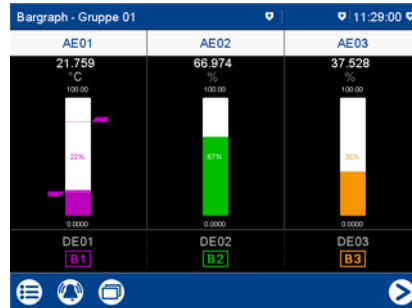 Bargraph - Gruppe 01 11:29:00
AE01 AE02 AE03
21.759 66.974 37.528
°C % %
100.00 100.00 100.00
22% 67% 38%
0.0000 0.0000 0.0000
DE01 DE02 DE03
B1 B2 B3